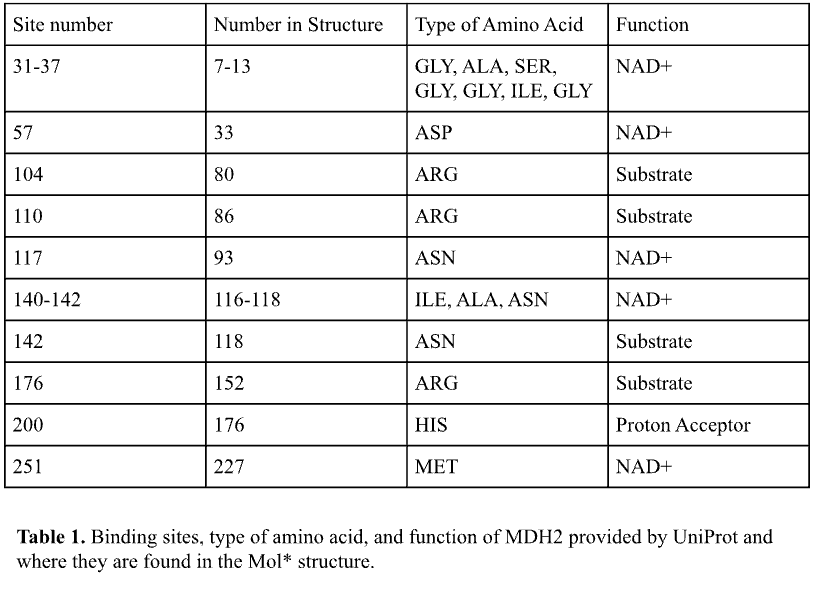 Site number Number in Structure Type of Amino Acid Function
31-37 7-13 GLY, ALA, SER, NAD+
GLY, GLY, ILE, GLY
57 33 ASP NAD+
104 80 ARG Substrate
110 86 ARG Substrate
117 93 ASN NAD+
140-142 116-118 ILE, ALA, ASN NAD+
142 118 ASN Substrate
176 152 ARG Substrate
200 176 HIS Proton Acceptor
251 227 MET NAD+
Table 1. Binding sites, type of amino acid, and function of MDH2 provided by UniProt and
where they are found in the Mol* structure.